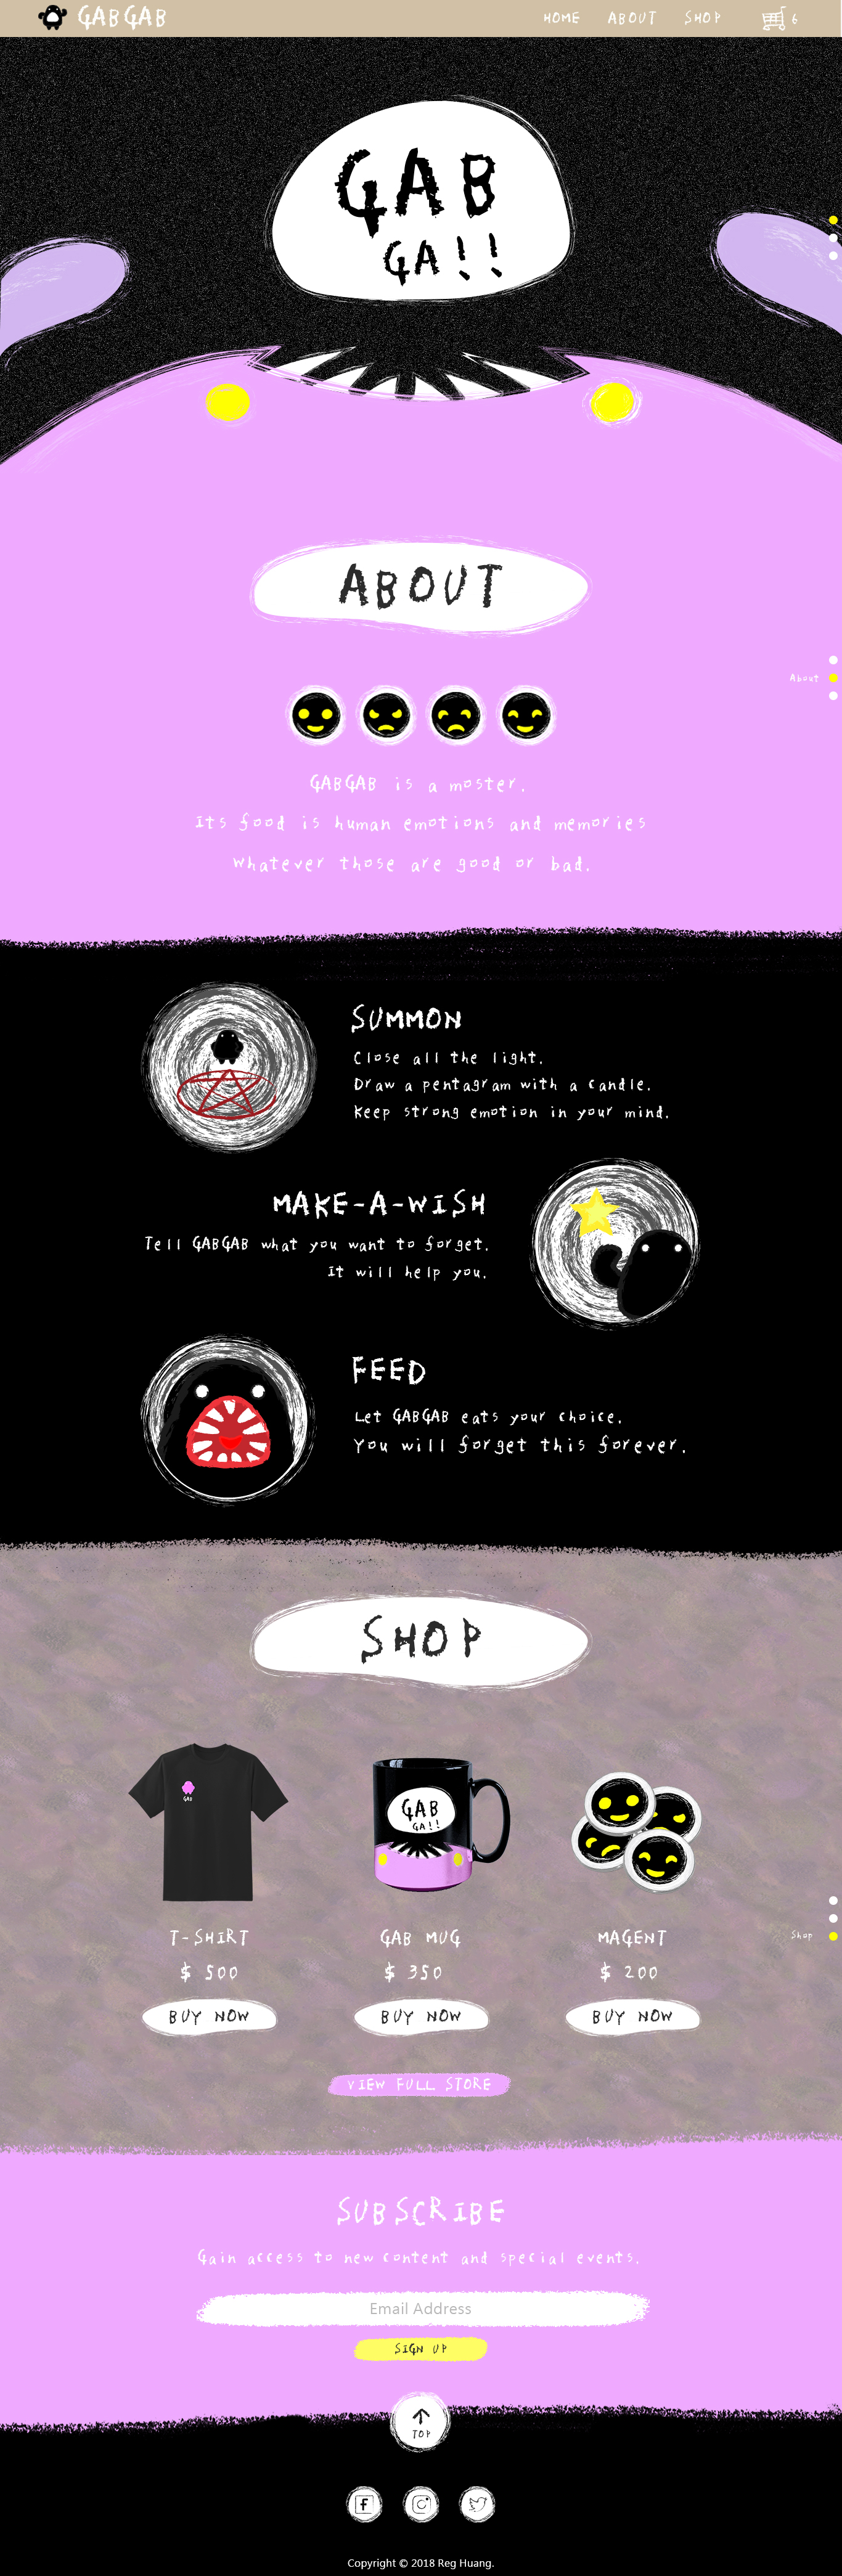 GABGAB
HOME ABOUT SHOP 6
GAB
GA!!
ABOUT
About
GABGAB is a moster.
Its food is human emotions and memories
Whatever those are good or bad.
SUMMON
Close all the light.
Draw a pentagram with a candle.
Keep strong emotion in your mind.
MAKE-A-WISH
Tell GABGAB what you want to forget.
It will help you.
FEED
Let GABGAB eats your choice.
You will forget this forever.
SHOP
GAB
GAB
GA!!
T-SHIRT GAB MUG MAGENT
Shop
$ 500 $ 350 $ 200
BUY NOW BUY NOW BUY NOW
VIEW FULL STORE
SUBSCRIBE
Gain access to new content and special events.
Email Address
SIGN UP
TOP
Copyright © 2018 Reg Huang.